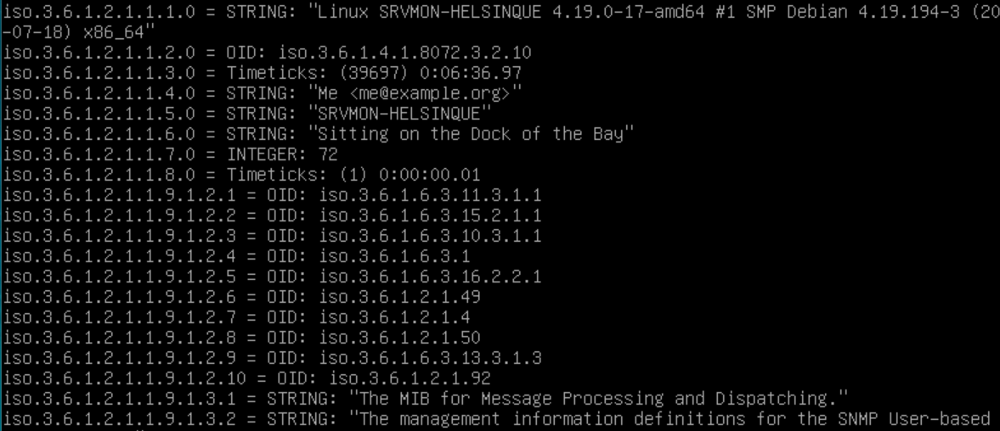 iso.3.6.1.2.1.1.1.0 = STRING: "Linux SRVMON-HELSINQUE 4.19.0-17-amd64 #1 SMP Debian 4.19.194-3 (20
-07-18) x86_64"
iso.3.6.1.2.1.1.2.0 = OID: iso.3.6.1.4.1.8072.3.2.10
iso.3.6.1.2.1.1.3.0 = Timeticks: (39697) 0:06:36.97
iso.3.6.1.2.1.1.4.0 = STRING: "Me <me@example.org>"
iso.3.6.1.2.1.1.5.0 = STRING: "SRVMON-HELSINQUE"
iso.3.6.1.2.1.1.6.0 = STRING: "Sitting on the Dock of the Bay"
iso.3.6.1.2.1.1.7.0 = INTEGER: 72
iso.3.6.1.2.1.1.8.0 = Timeticks: (1) 0:00:00.01
iso.3.6.1.2.1.1.9.1.2.1 = OID: iso.3.6.1.6.3.11.3.1.1
iso.3.6.1.2.1.1.9.1.2.2 = OID: iso.3.6.1.6.3.15.2.1.1
iso.3.6.1.2.1.1.9.1.2.3 = OID: iso.3.6.1.6.3.10.3.1.1
iso.3.6.1.2.1.1.9.1.2.4 = OID: iso.3.6.1.6.3.1
iso.3.6.1.2.1.1.9.1.2.5 = OID: iso.3.6.1.6.3.16.2.2.1
iso.3.6.1.2.1.1.9.1.2.6 = OID: iso.3.6.1.2.1.49
iso.3.6.1.2.1.1.9.1.2.7 = OID: iso.3.6.1.2.1.4
iso.3.6.1.2.1.1.9.1.2.8 = OID: iso.3.6.1.2.1.50
iso.3.6.1.2.1.1.9.1.2.9 = OID: iso.3.6.1.6.3.13.3.1.3
iso.3.6.1.2.1.1.9.1.2.10 = OID: iso.3.6.1.2.1.92
iso.3.6.1.2.1.1.9.1.3.1 = STRING: "The MIB for Message Processing and Dispatching."
iso.3.6.1.2.1.1.9.1.3.2 = STRING: "The management information definitions for the SNMP User-based